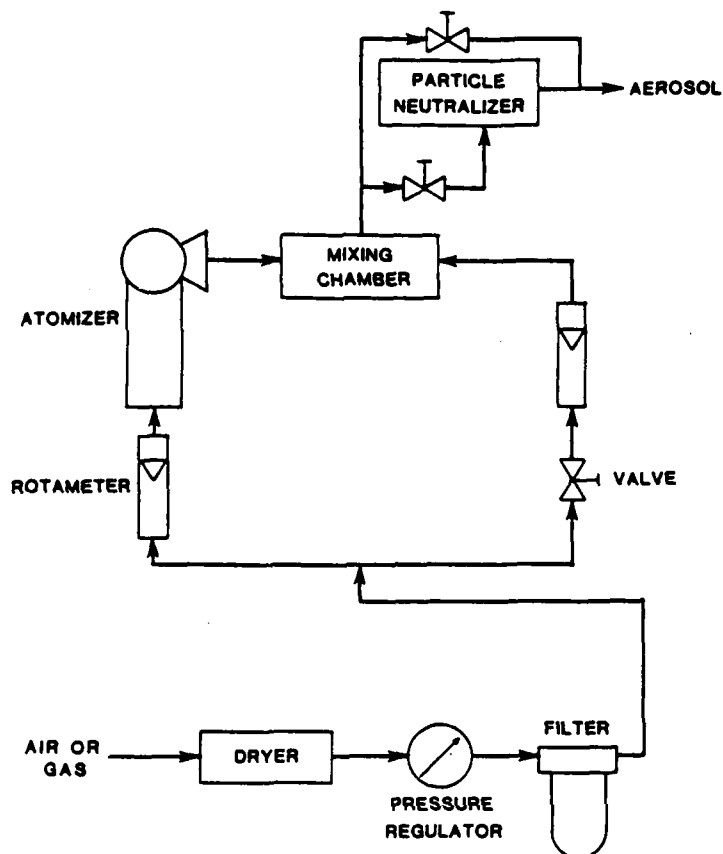 PARTICLE
NEUTRALIZER
AEROSOL
MIXING
CHAMBER
ATOMIZER
ROTAMETER
VALVE
AIR OR
GAS
DRYER
PRESSURE
REGULATOR
FILTER